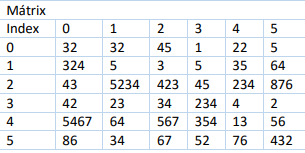 Mátrix
Index 0 1 2 3 4 5
0 32 32 45 1 22 5
1 324 5 3 5 35 64
2 43 5234 423 45 234 876
3 42 23 34 234 4 2
4 5467 64 567 354 13 56
5 86 34 67 52 76 432